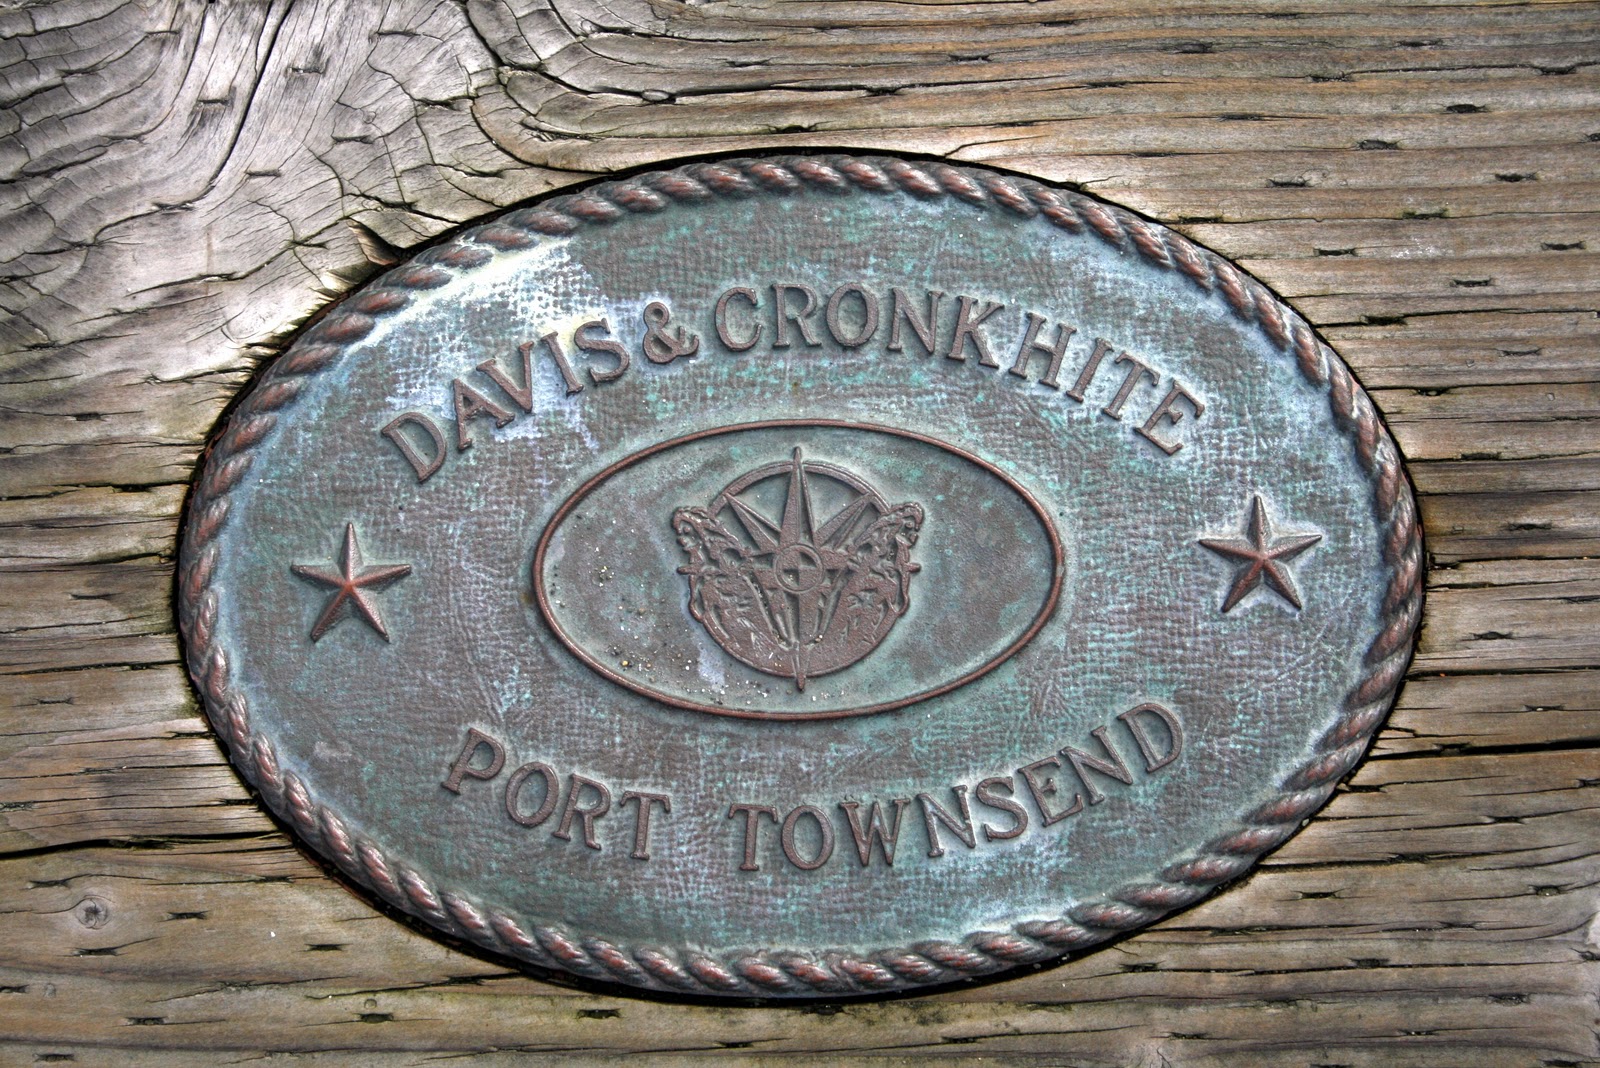 DAVIS & CRONKHITE
PORT TOWNSEND